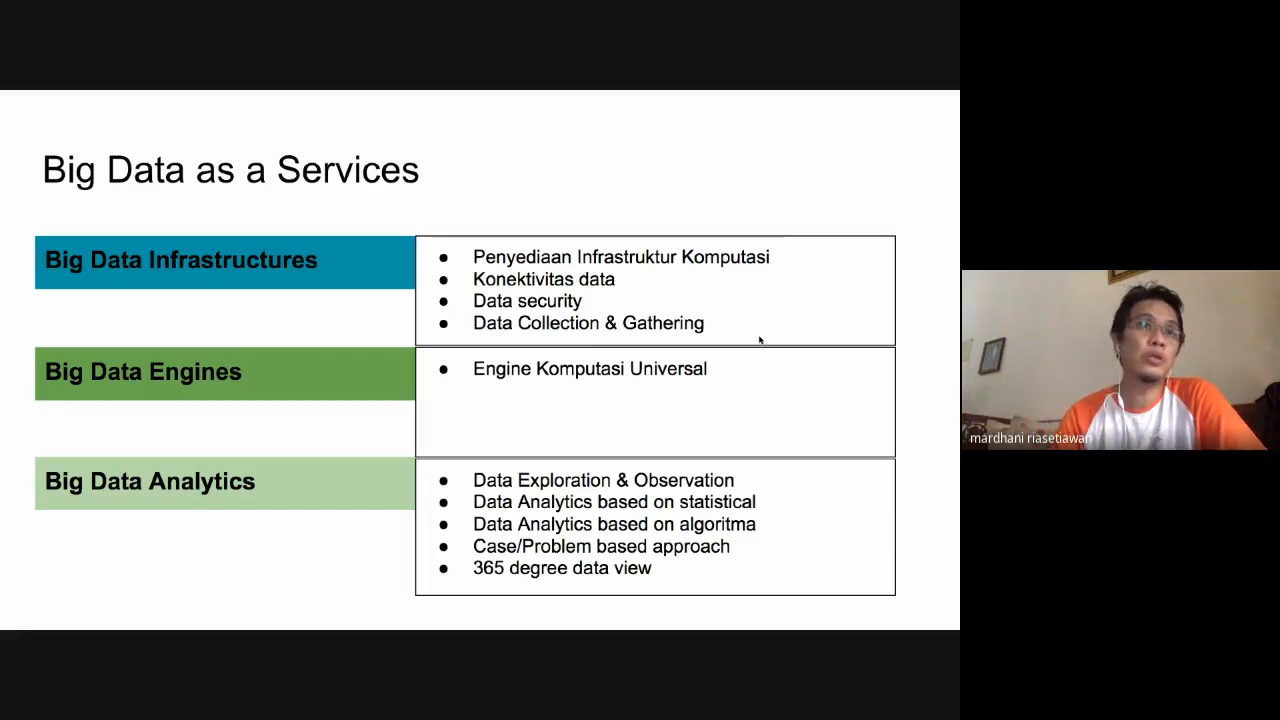 Big Data as a Services
Big Data Infrastructures
● Penyediaan Infrastruktur Komputasi
● Konektivitas data
● Data security
● Data Collection & Gathering
Big Data Engines
● Engine Komputasi Universal
Big Data Analytics
● Data Exploration & Observation
● Data Analytics based on statistical
● Data Analytics based on algoritma
● Case/Problem based approach
● 365 degree data view
mardhani riasetiawan